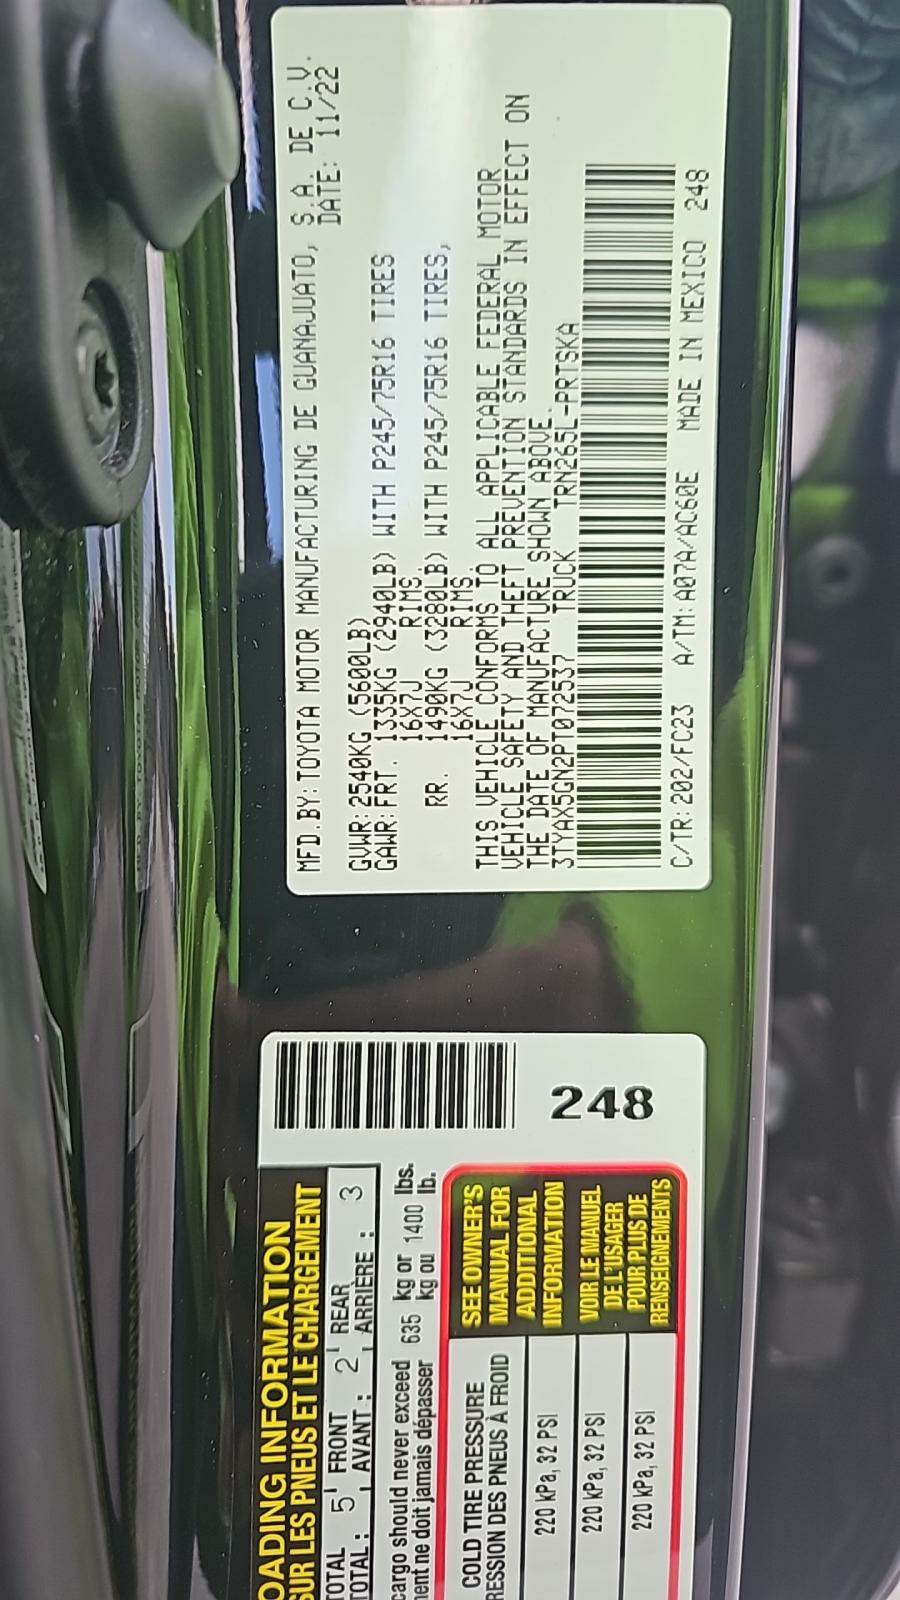 MFD.BY:TOYOTA MOTOR MANUFACTURING DE GUANAJUATO, S.A. DE C.V.
DATE: 11/22
GVWR:2540KG(5600LB)
GAWR:FRT. 1335KG (2940LB) WITH P245/75R16 TIRES
16X7J RIMS.
RR. 1490KG (3280LB) WITH P245/75R16 TIRES,
16X7J RIMS.
THIS VEHICLE CONFORMS TO ALL APPLICABLE FEDERAL MOTOR
VEHICLE SAFETY AND THEFT PREVENTION STANDARDS IN EFFECT ON
THE DATE OF MANUFACTURE SHOWN ABOVE.
3TYAX5GN2PT072537 TRUCK TRN265L-PRTSKA
C/TR:202/FC23 A/TM:A07A/AC60E MADE IN MEXICO 248
248
OADING INFORMATION
SUR LES PNEUS ET LE CHARGEMENT
TOTAL 5 FRONT 2 REAR 3
TOTAL : AVANT : ARRIÈRE :
cargo should never exceed 635 kg or 1400 lbs.
ment ne doit jamais dépasser kg ou lb.
COLD TIRE PRESSURE
RESSION DES PNEUS À FROID
220 kPa, 32 PSI
220 kPa, 32 PSI
220 kPa, 32 PSI
SEE OWNER'S
MANUAL FOR
ADDITIONAL
INFORMATION
VOIR LE MANUEL
DE L'USAGER
POUR PLUS DE
RENSEIGNEMENTS